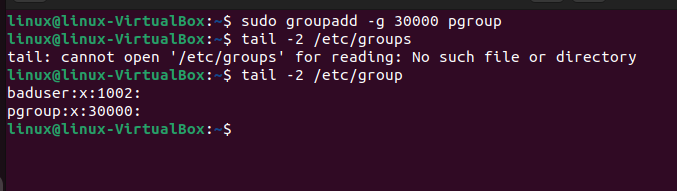 linux@linux-VirtualBox:~$ sudo groupadd -g 30000 pgroup
linux@linux-VirtualBox:~$ tail -2 /etc/groups
tail: cannot open '/etc/groups' for reading: No such file or directory
linux@linux-VirtualBox:~$ tail -2 /etc/group
baduser:x:1002:
pgroup:x:30000:
linux@linux-VirtualBox:~$